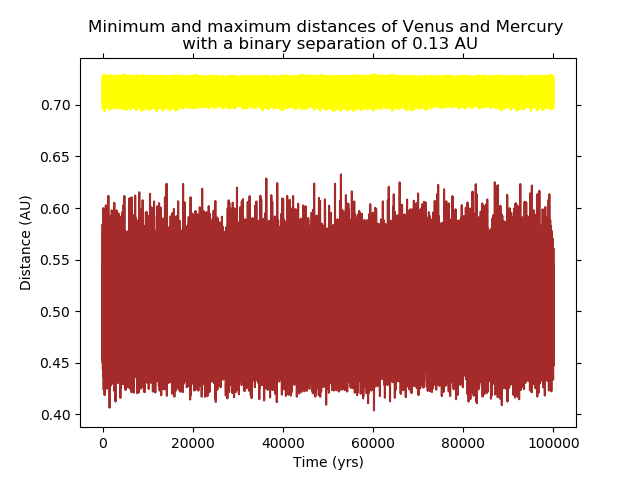 Minimum and maximum distances of Venus and Mercury
with a binary separation of 0.13 AU
Distance (AU)
0.70
0.65
0.60
0.55
0.50
0.45
0.40
0 20000 40000 60000 80000 100000
Time (yrs)